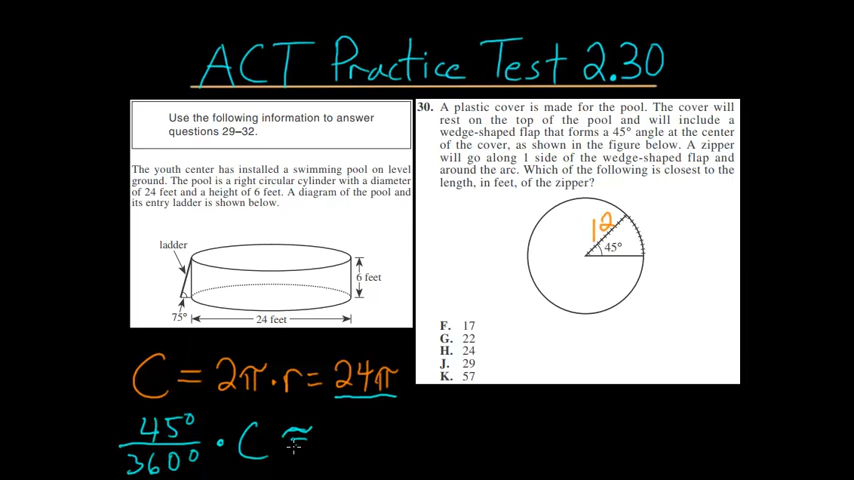 ACT Practice Test 2.30
Use the following information to answer
questions 29–32.
The youth center has installed a swimming pool on level
ground. The pool is a right circular cylinder with a diameter
of 24 feet and a height of 6 feet. A diagram of the pool and
its entry ladder is shown below.
ladder
6 feet
75°
24 feet
30. A plastic cover is made for the pool. The cover will
rest on the top of the pool and will include a
wedge-shaped flap that forms a 45° angle at the center
of the cover, as shown in the figure below. A zipper
will go along 1 side of the wedge-shaped flap and
around the arc. Which of the following is closest to the
length, in feet, of the zipper?
12
45°
F. 17
G. 22
H. 24
J. 29
K. 57
C = 2π · r = 24π
45°
360°
· C ≈